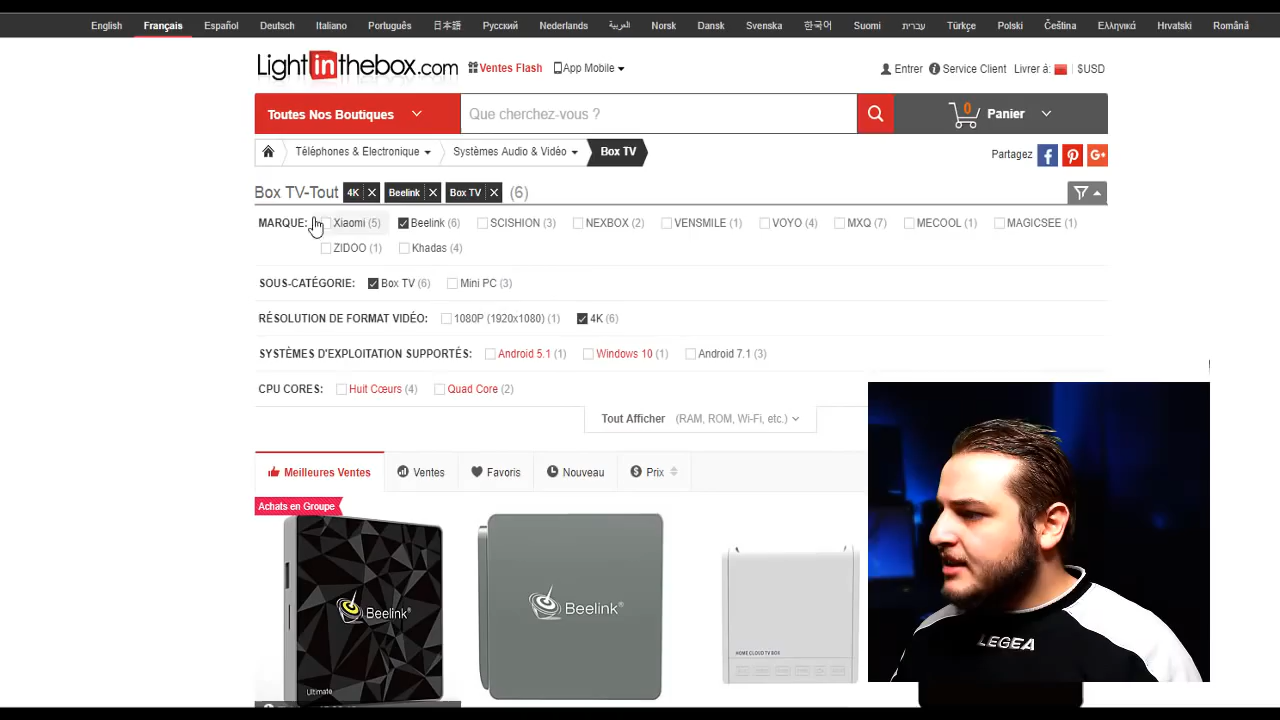 English Français Español Deutsch Italiano Português 日本語 Русский Nederlands العربية Norsk Dansk Svenska 한국어 Suomi עברית Türkçe Polski Čeština Ελληνικά Hrvatski Română
Lightinthebox.com Ventes Flash App Mobile Entrer Service Client Livrer à: $USD
Toutes Nos Boutiques Que cherchez-vous ? 0 Panier
Téléphones & Électronique Systèmes Audio & Vidéo Box TV Partagez
Box TV-Tout 4K Beelink Box TV (6)
MARQUE: Xiaomi (5) Beelink (6) SCISHION (3) NEXBOX (2) VENSMILE (1) VOYO (4) MXQ (7) MECOOL (1) MAGICSEE (1)
ZIDOO (1) Khadas (4)
SOUS-CATÉGORIE: Box TV (6) Mini PC (3)
RÉSOLUTION DE FORMAT VIDÉO: 1080P (1920x1080) (1) 4K (6)
SYSTÈMES D'EXPLOITATION SUPPORTÉS: Android 5.1 (1) Windows 10 (1) Android 7.1 (3)
CPU CORES: Huit Cœurs (4) Quad Core (2)
Tout Afficher (RAM, ROM, Wi-Fi, etc.)
Meilleures Ventes Ventes Favoris Nouveau Prix
Achats en Groupe
Beelink® Beelink®
HOME CLOUD TV BOX
LEGEA
Ultimate